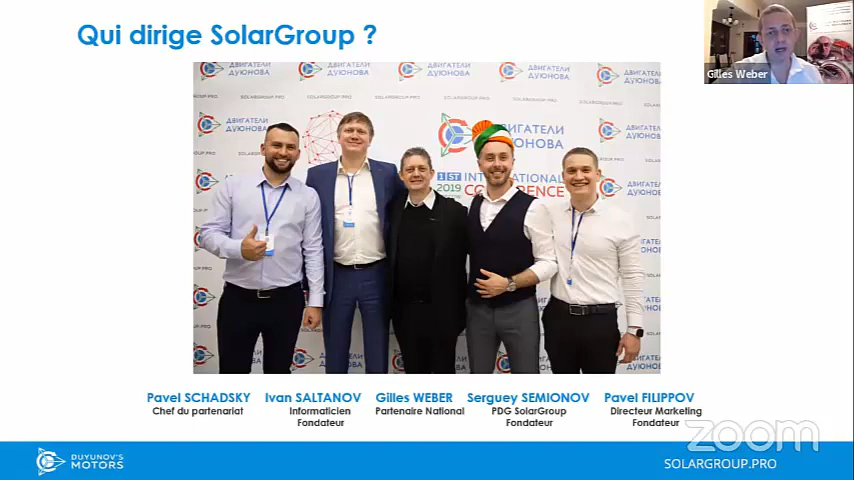 Qui dirige SolarGroup ?
Gilles Weber
ДВИГАТЕЛИ
ДУЮНОВА
SOLARGROUP.PRO
1ST INTERNATIONAL
2019 CONFERENCE
Pavel SCHADSKY
Chef du partenariat
Ivan SALTANOV
Informaticien
Fondateur
Gilles WEBER
Partenaire National
Serguey SEMIONOV
PDG SolarGroup
Fondateur
Pavel FILIPPOV
Directeur Marketing
Fondateur
zoom
DUYUNOV'S
MOTORS
SOLARGROUP.PRO